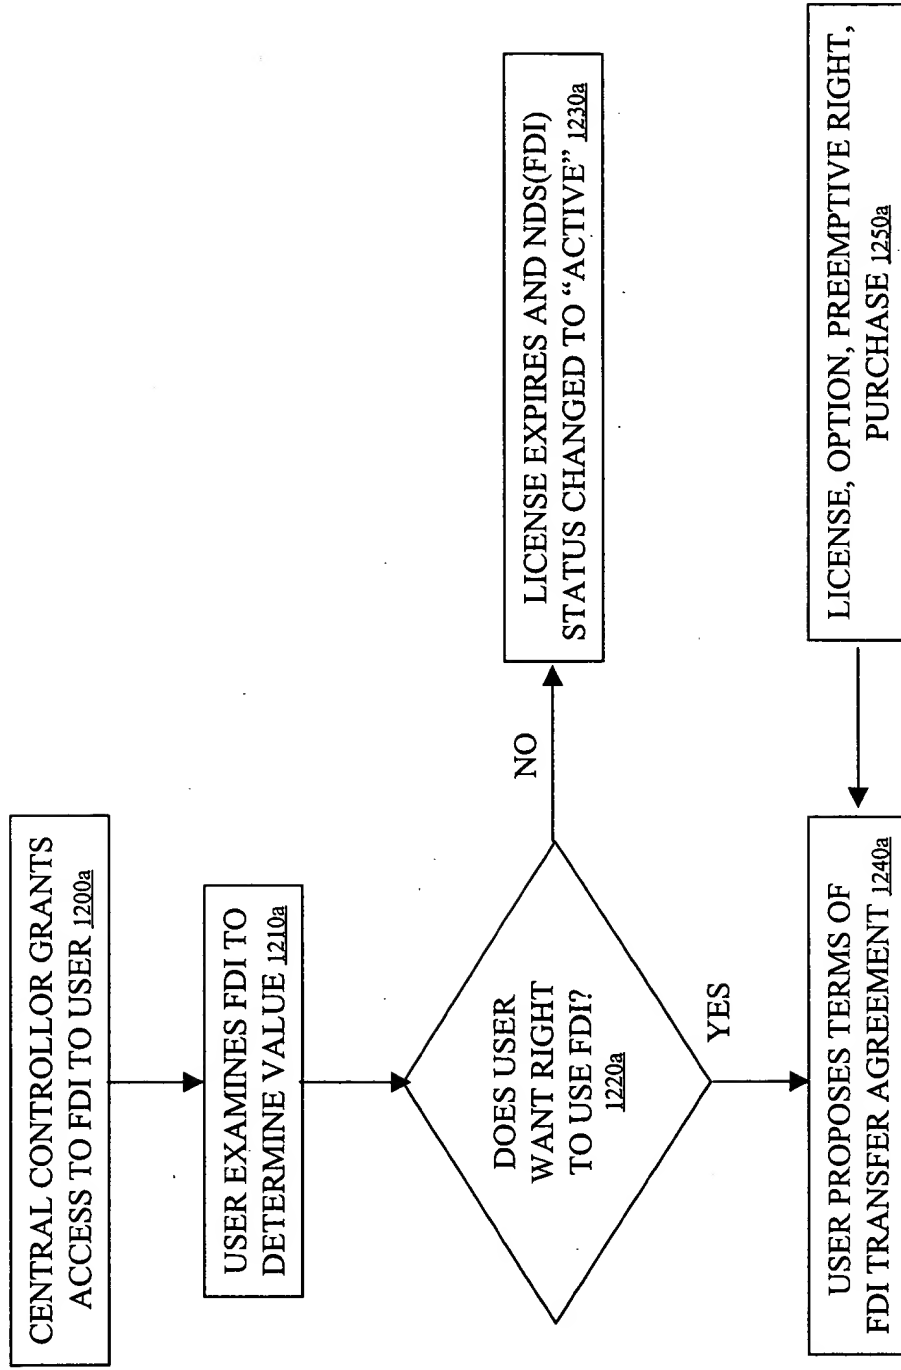 CENTRAL CONTROLLOR GRANTS
ACCESS TO FDI TO USER 1200a
USER EXAMINES FDI TO
DETERMINE VALUE 1210a
DOES USER
WANT RIGHT
TO USE FDI?
1220a
NO
LICENSE EXPIRES AND NDS(FDI)
STATUS CHANGED TO “ACTIVE” 1230a
YES
USER PROPOSES TERMS OF
FDI TRANSFER AGREEMENT 1240a
LICENSE, OPTION, PREEMPTIVE RIGHT,
PURCHASE 1250a